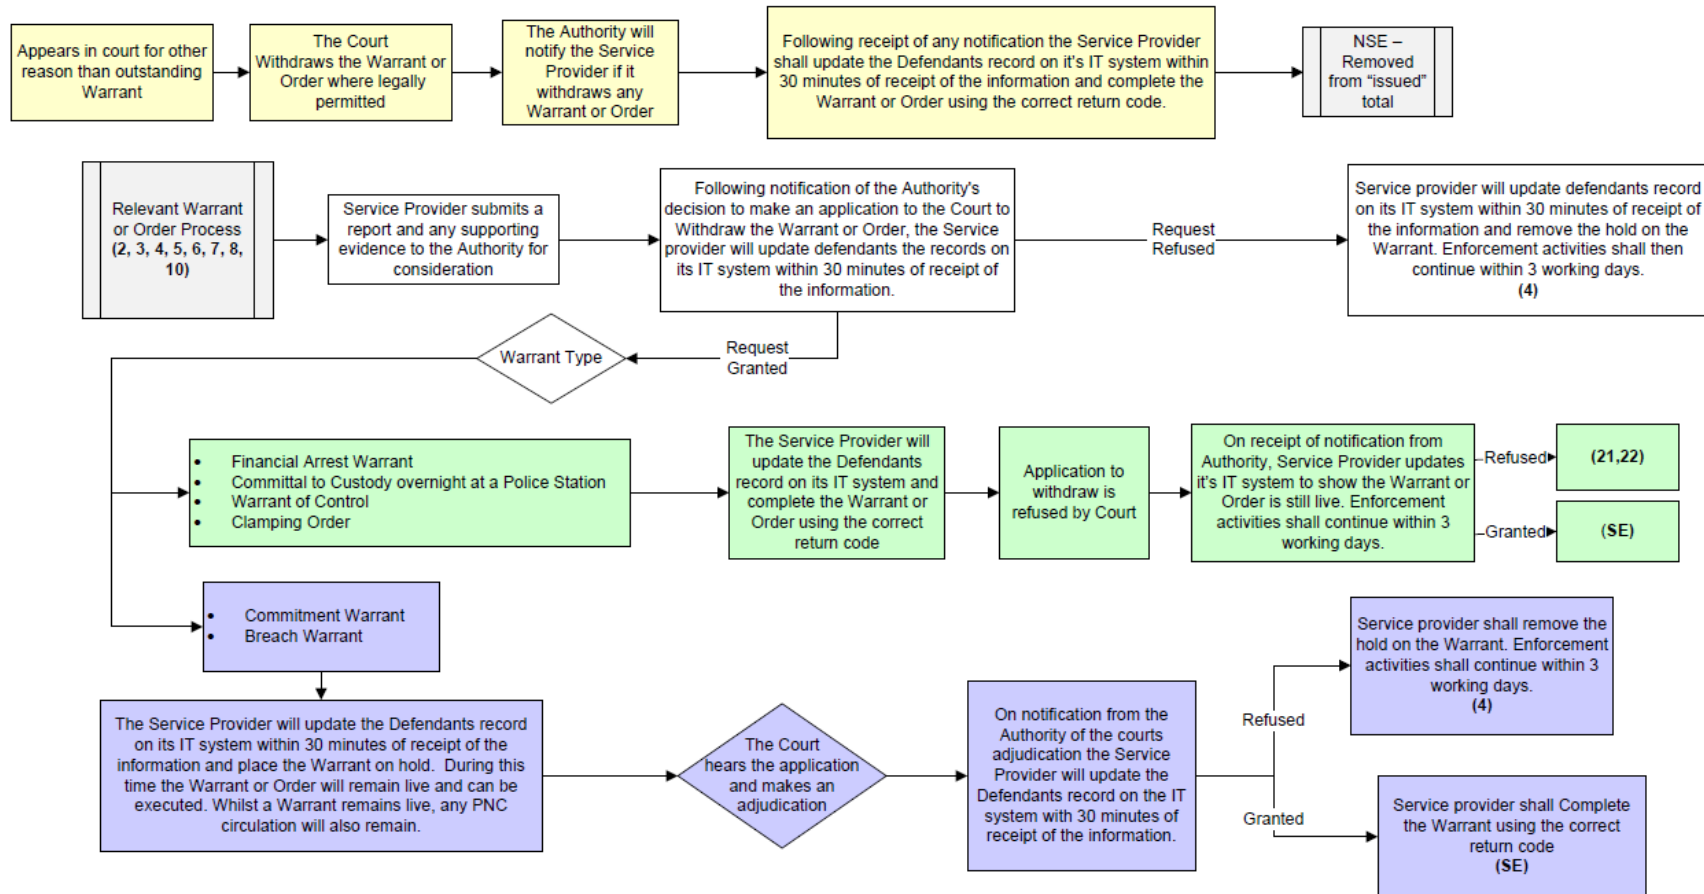 Appears in court for other
reason than outstanding
Warrant
The Court
Withdraws the Warrant or
Order where legally
permitted
The Authority will
notify the Service
Provider if it
withdraws any
Warrant or Order
Following receipt of any notification the Service Provider
shall update the Defendants record on it's IT system within
30 minutes of receipt of the information and complete the
Warrant or Order using the correct return code.
NSE –
Removed
from “issued”
total
Relevant Warrant
or Order Process
(2, 3, 4, 5, 6, 7, 8,
10)
Service Provider submits a
report and any supporting
evidence to the Authority for
consideration
Following notification of the Authority's
decision to make an application to the Court to
Withdraw the Warrant or Order, the Service
provider will update defendants the records on
its IT system within 30 minutes of receipt of
the information.
Request
Refused
Service provider will update defendants record
on its IT system within 30 minutes of receipt of
the information and remove the hold on the
Warrant. Enforcement activities shall then
continue within 3 working days.
(4)
Warrant Type
Request
Granted
• Financial Arrest Warrant
• Committal to Custody overnight at a Police Station
• Warrant of Control
• Clamping Order
The Service Provider will
update the Defendants
record on its IT system and
complete the Warrant or
Order using the correct
return code
Application to
withdraw is
refused by Court
On receipt of notification from
Authority, Service Provider updates
it's IT system to show the Warrant or
Order is still live. Enforcement
activities shall continue within 3
working days.
Refused
(21,22)
Granted
(SE)
• Commitment Warrant
• Breach Warrant
The Service Provider will update the Defendants record
on its IT system within 30 minutes of receipt of the
information and place the Warrant on hold. During this
time the Warrant or Order will remain live and can be
executed. Whilst a Warrant remains live, any PNC
circulation will also remain.
The Court
hears the application
and makes an
adjudication
On notification from the
Authority of the courts
adjudication the Service
Provider will update the
Defendants record on the IT
system with 30 minutes of
receipt of the information.
Refused
Service provider shall remove the
hold on the Warrant. Enforcement
activities shall continue within 3
working days.
(4)
Granted
Service provider shall Complete
the Warrant using the correct
return code
(SE)